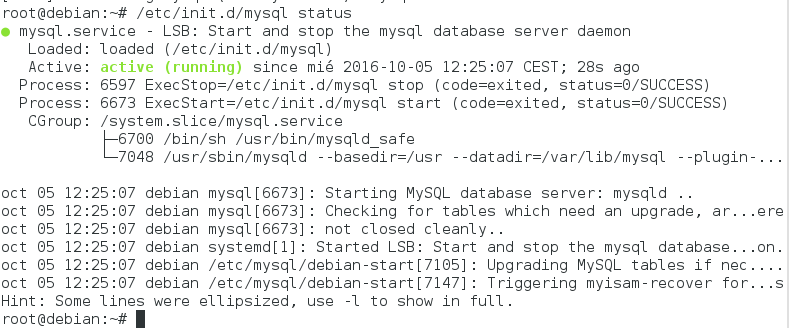 root@debian:~# /etc/init.d/mysql status
● mysql.service - LSB: Start and stop the mysql database server daemon
   Loaded: loaded (/etc/init.d/mysql)
   Active: active (running) since mié 2016-10-05 12:25:07 CEST; 28s ago
  Process: 6597 ExecStop=/etc/init.d/mysql stop (code=exited, status=0/SUCCESS)
  Process: 6673 ExecStart=/etc/init.d/mysql start (code=exited, status=0/SUCCESS)
   CGroup: /system.slice/mysql.service
           ├─6700 /bin/sh /usr/bin/mysqld_safe
           └─7048 /usr/sbin/mysqld --basedir=/usr --datadir=/var/lib/mysql --plugin-...

oct 05 12:25:07 debian mysql[6673]: Starting MySQL database server: mysqld ..
oct 05 12:25:07 debian mysql[6673]: Checking for tables which need an upgrade, ar...ere
oct 05 12:25:07 debian mysql[6673]: not closed cleanly..
oct 05 12:25:07 debian systemd[1]: Started LSB: Start and stop the mysql database...on.
oct 05 12:25:07 debian /etc/mysql/debian-start[7105]: Upgrading MySQL tables if nec....
oct 05 12:25:07 debian /etc/mysql/debian-start[7147]: Triggering myisam-recover for...s
Hint: Some lines were ellipsized, use -l to show in full.
root@debian:~#